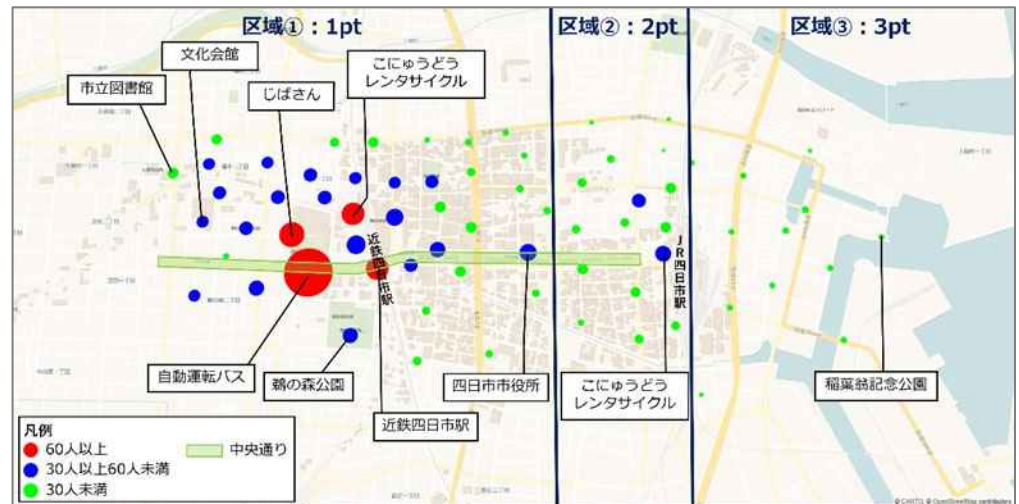 区域①：1pt
区域②：2pt
区域③：3pt
文化会館
こにゅうどう
レンタサイクル
市立図書館
じばさん
近鉄四日市駅
JR四日市駅
自動運転バス
鵜の森公園
四日市市役所
こにゅうどう
レンタサイクル
稲葉翁記念公園
近鉄四日市駅
凡例
60人以上
中央通り
30人以上60人未満
30人未満
© CARTO, © OpenStreetMap contributors